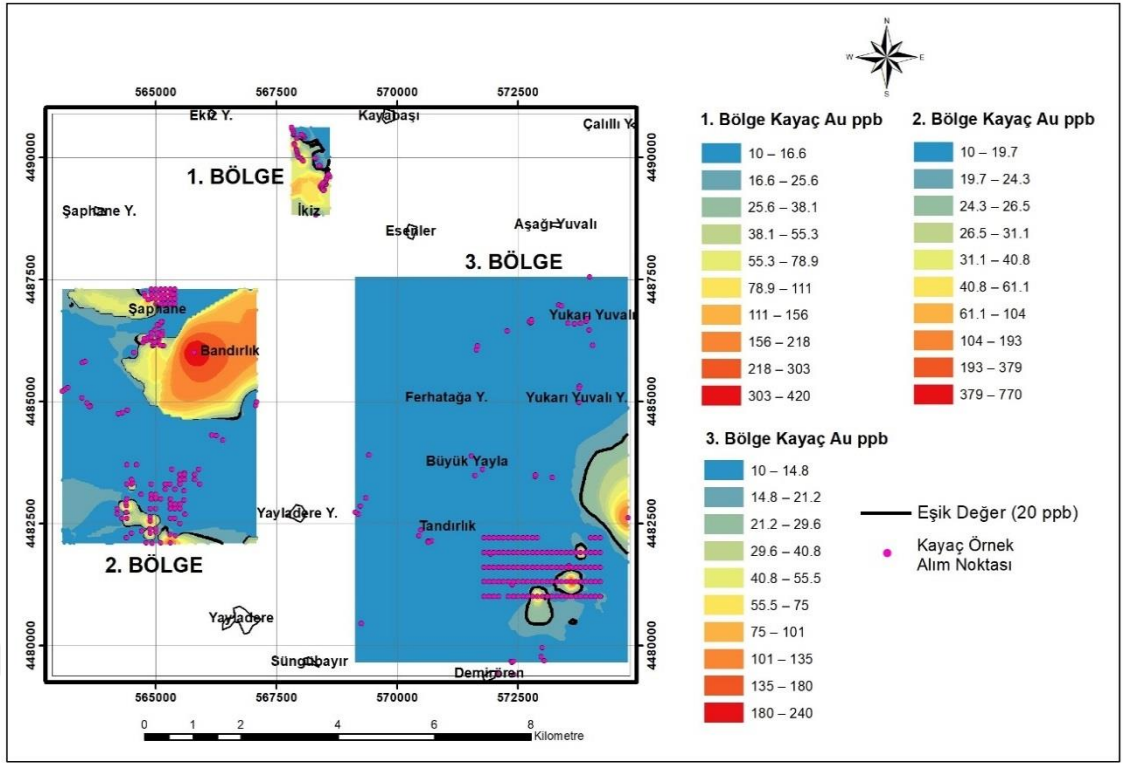 N
W E
S
565000 567500 570000 572500
Ekiz Y.
Kayabaşı
Çalıllı Y.
4490000
4490000
1. BÖLGE
İkiz
Şaphane Y.
Esenler
Aşağı Yuvalı
3. BÖLGE
4487500
4487500
Şaphane
Yukarı Yuvalı
Bandırlık
4485000
4485000
Ferhatağa Y.
Yukarı Yuvalı Y.
Büyük Yayla
4482500
4482500
Yayladere Y.
Tandırlık
2. BÖLGE
4480000
4480000
Yayladere
Süngübayır
Demirören
565000 567500 570000 572500
0 1 2 4 6 8
Kilometre
1. Bölge Kayaç Au ppb
10 – 16.6
16.6 – 25.6
25.6 – 38.1
38.1 – 55.3
55.3 – 78.9
78.9 – 111
111 – 156
156 – 218
218 – 303
303 – 420
2. Bölge Kayaç Au ppb
10 – 19.7
19.7 – 24.3
24.3 – 26.5
26.5 – 31.1
31.1 – 40.8
40.8 – 61.1
61.1 – 104
104 – 193
193 – 379
379 – 770
3. Bölge Kayaç Au ppb
10 – 14.8
14.8 – 21.2
21.2 – 29.6
29.6 – 40.8
40.8 – 55.5
55.5 – 75
75 – 101
101 – 135
135 – 180
180 – 240
Eşik Değer (20 ppb)
Kayaç Örnek
Alım Noktası